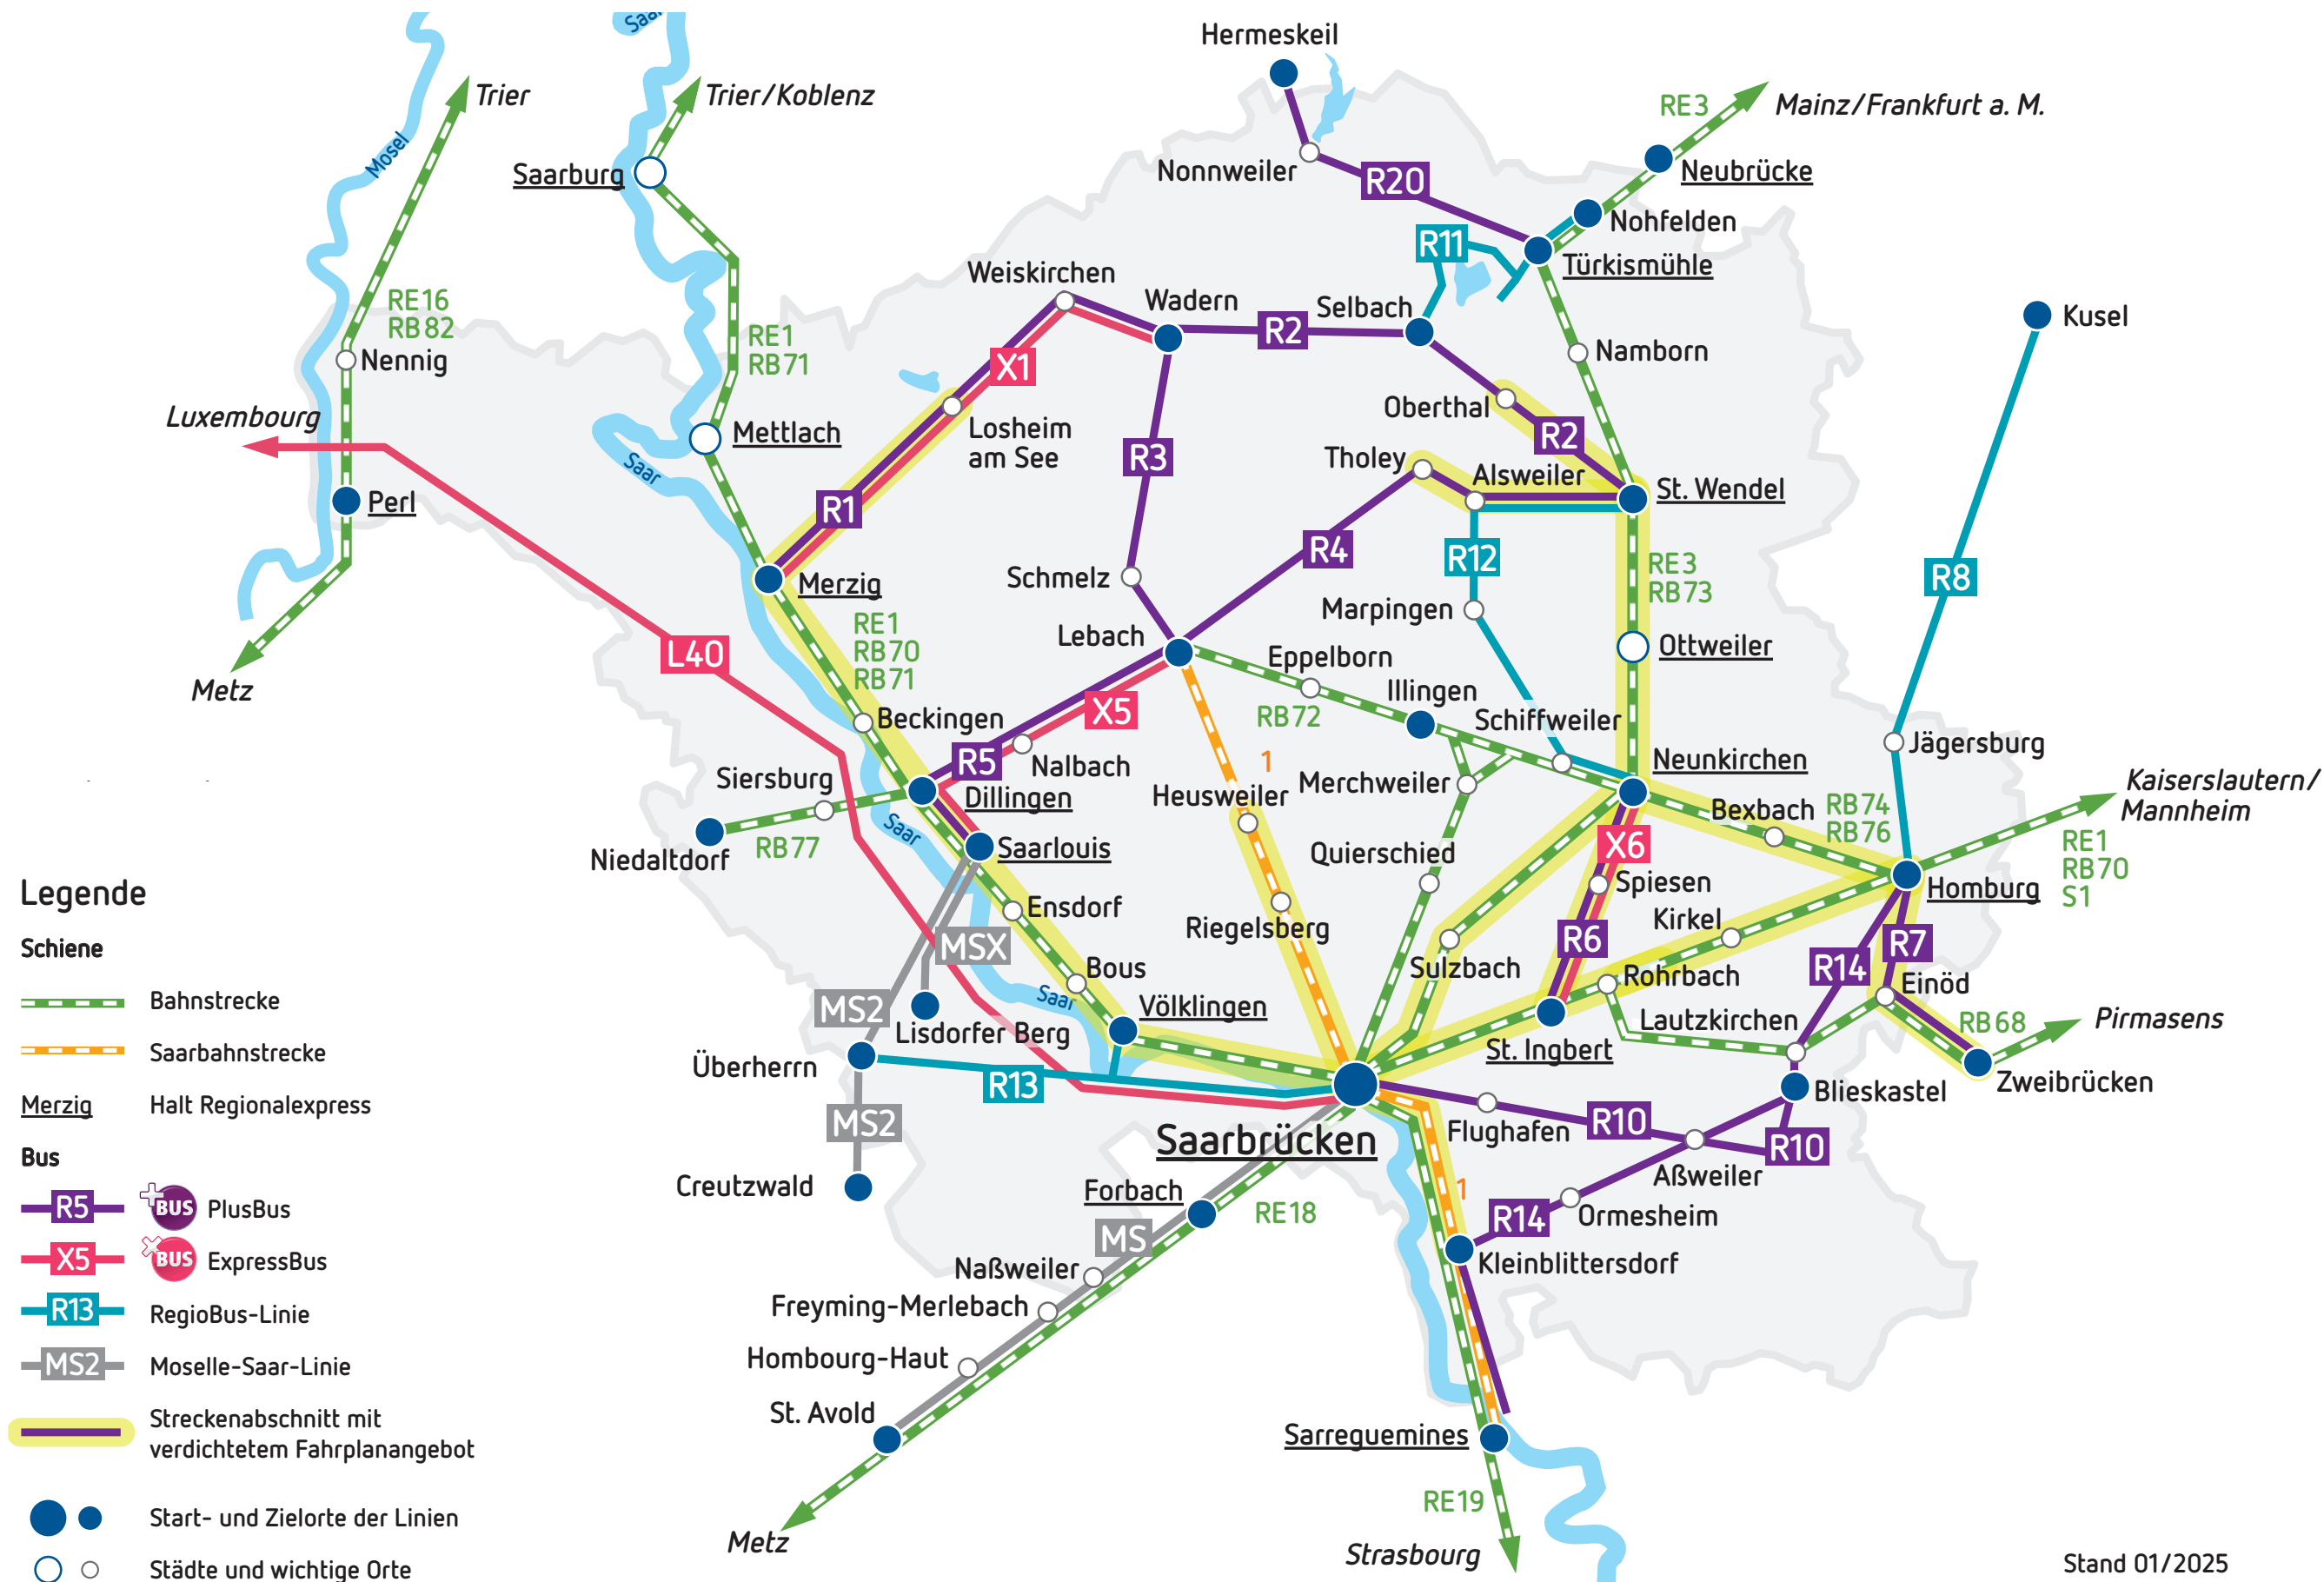 Hermeskeil
Saar
Trier
Trier/Koblenz
RE3
Mainz/Frankfurt a. M.
Mosel
Saarburg
Nonnweiler
R20
Neubrücke
Nohfelden
R11
Türkismühle
Weiskirchen
Wadern
Selbach
RE16
RB82
Nennig
RE1
RB71
X1
R2
Namborn
Kusel
Luxembourg
Mettlach
Losheim
am See
Oberthal
R2
R3
Tholey
Alsweiler
Saar
Perl
R1
St. Wendel
R4
R12
RE3
RB73
R8
Merzig
Schmelz
Marpingen
RE1
RB70
RB71
Lebach
Ottweiler
L40
Eppelborn
Illingen
Metz
Beckingen
X5
RB72
Schiffweiler
Jägersburg
R5
Nalbach
1
Merchweiler
Neunkirchen
Kaiserslautern/
Mannheim
Siersburg
Dillingen
Heusweiler
Bexbach
RB74
RB76
Saar
Niedaltdorf
RB77
Saarlouis
Quierschied
X6
RE1
RB70
S1
Legende
Spiesen
Homburg
Ensdorf
Kirkel
Riegelsberg
R6
R7
Schiene
MSX
Bous
Sulzbach
Rohrbach
R14
Einöd
Bahnstrecke
Saar
MS2
Völklingen
Lautzkirchen
RB68
Pirmasens
Lisdorfer Berg
Saarbahnstrecke
St. Ingbert
Überherrn
R13
Zweibrücken
Blieskastel
Merzig
Halt Regionalexpress
MS2
Saarbrücken
Flughafen
R10
R10
Bus
Aßweiler
Creutzwald
Forbach
1
R5
BUS
PlusBus
RE18
R14
Ormesheim
MS
X5
BUS
ExpressBus
Naßweiler
Kleinblittersdorf
R13
RegioBus-Linie
Freyming-Merlebach
MS2
Moselle-Saar-Linie
Hombourg-Haut
Streckenabschnitt mit
verdichtetem Fahrplanangebot
St. Avold
Sarreguemines
Start- und Zielorte der Linien
RE19
Metz
Strasbourg
Städte und wichtige Orte
Stand 01/2025